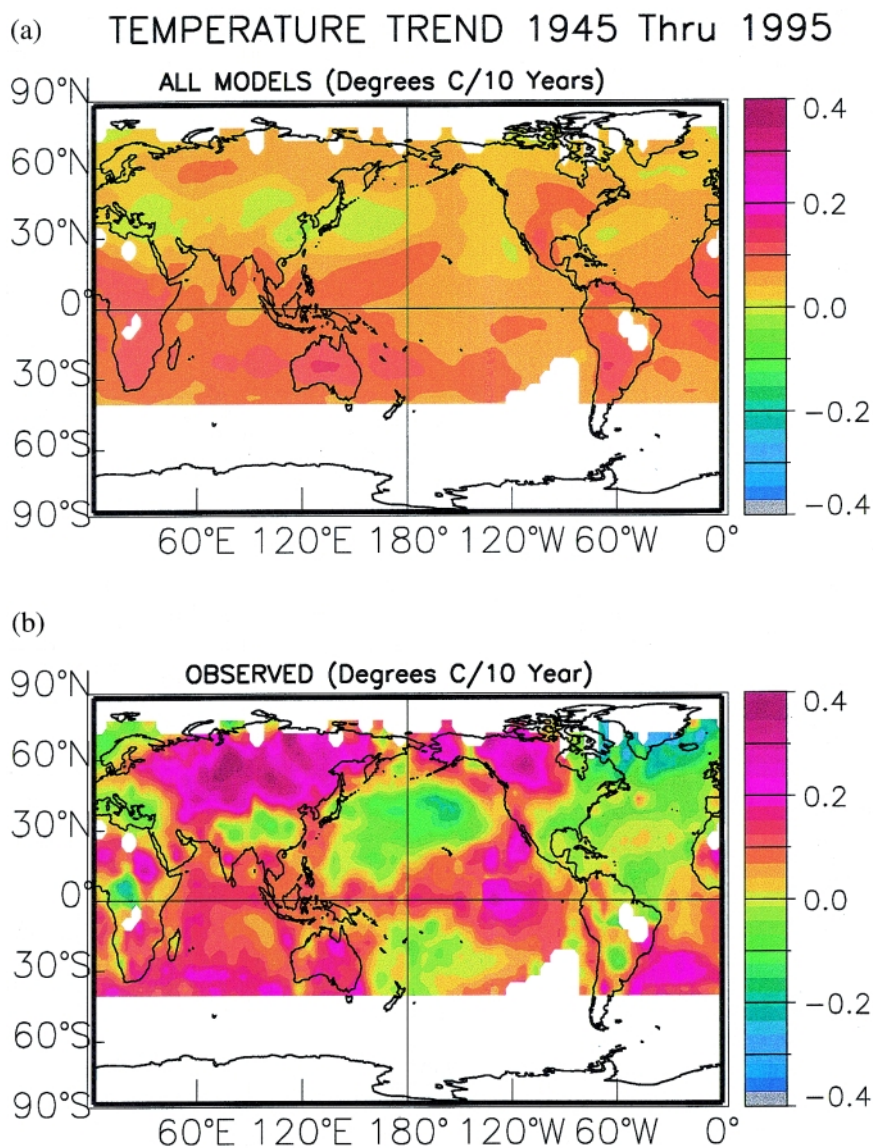 (a) TEMPERATURE TREND 1945 Thru 1995
ALL MODELS (Degrees C/10 Years)
90°N
60°N
30°N
0°
30°S
60°S
90°S
60°E 120°E 180° 120°W 60°W 0°
0.4
0.2
0.0
−0.2
−0.4
(b)
OBSERVED (Degrees C/10 Year)
90°N
60°N
30°N
0°
30°S
60°S
90°S
60°E 120°E 180° 120°W 60°W 0°
0.4
0.2
0.0
−0.2
−0.4